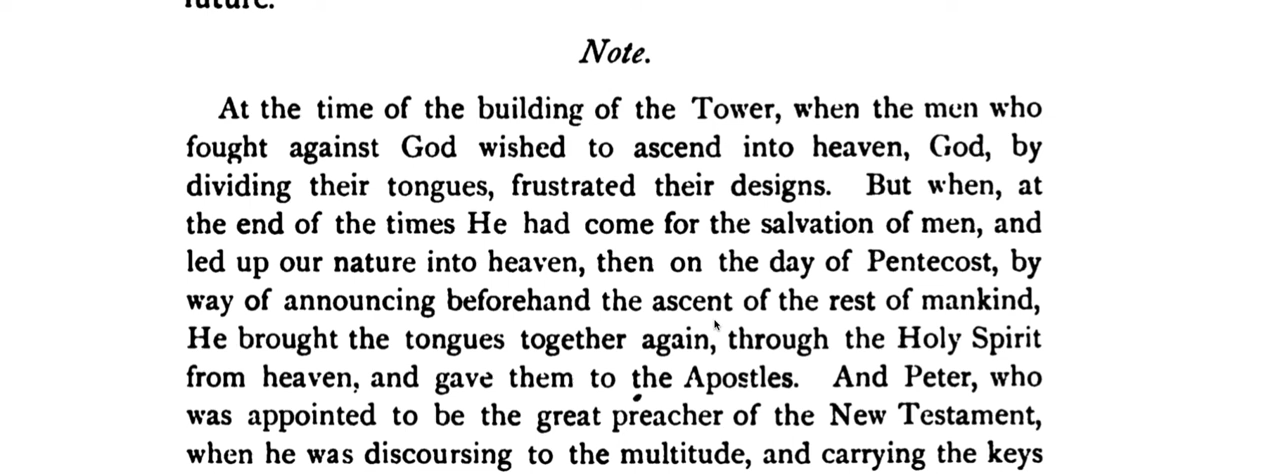 future.
Note.
At the time of the building of the Tower, when the men who
fought against God wished to ascend into heaven, God, by
dividing their tongues, frustrated their designs. But when, at
the end of the times He had come for the salvation of men, and
led up our nature into heaven, then on the day of Pentecost, by
way of announcing beforehand the ascent of the rest of mankind,
He brought the tongues together again, through the Holy Spirit
from heaven, and gave them to the Apostles. And Peter, who
was appointed to be the great preacher of the New Testament,
when he was discoursing to the multitude, and carrying the keys